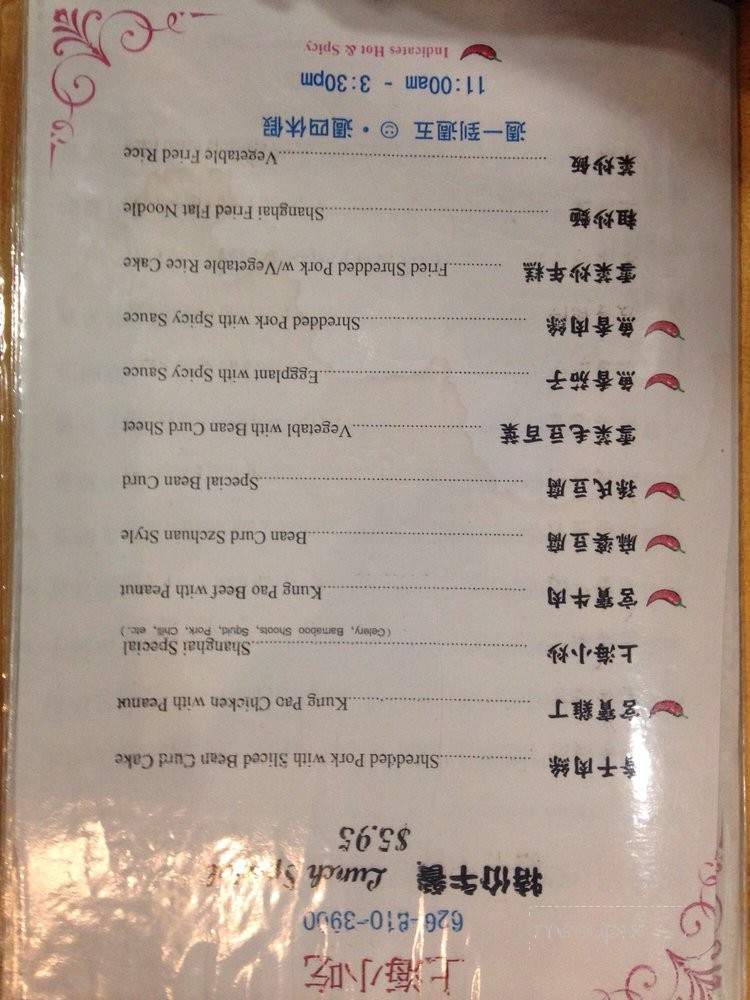 上海小吃
626-810-3900
特价午餐 Lunch Special
$5.95
香干肉絲 Shredded Pork with Sliced Bean Curd Cake
宮寶雞丁 Kung Pao Chicken with Peanut
上海小炒 Shanghai Special
(Celery, Bamaboo Shoots, Squid, Pork, Chili, etc.)
宮寶牛肉 Kung Pao Beef with Peanut
麻婆豆腐 Bean Curd Szchuan Style
孫氏豆腐 Special Bean Curd
雪菜毛豆百葉 Vegetabl with Bean Curd Sheet
魚香茄子 Eggplant with Spicy Sauce
魚香肉絲 Shredded Pork with Spicy Sauce
雪菜炒年糕 Fried Shredded Pork w/Vegetable Rice Cake
粗炒麵 Shanghai Fried Flat Noodle
菜炒飯 Vegetable Fried Rice
週一到週五 ☺ • 週四休假
11:00am - 3:30pm
Indicates Hot & Spicy